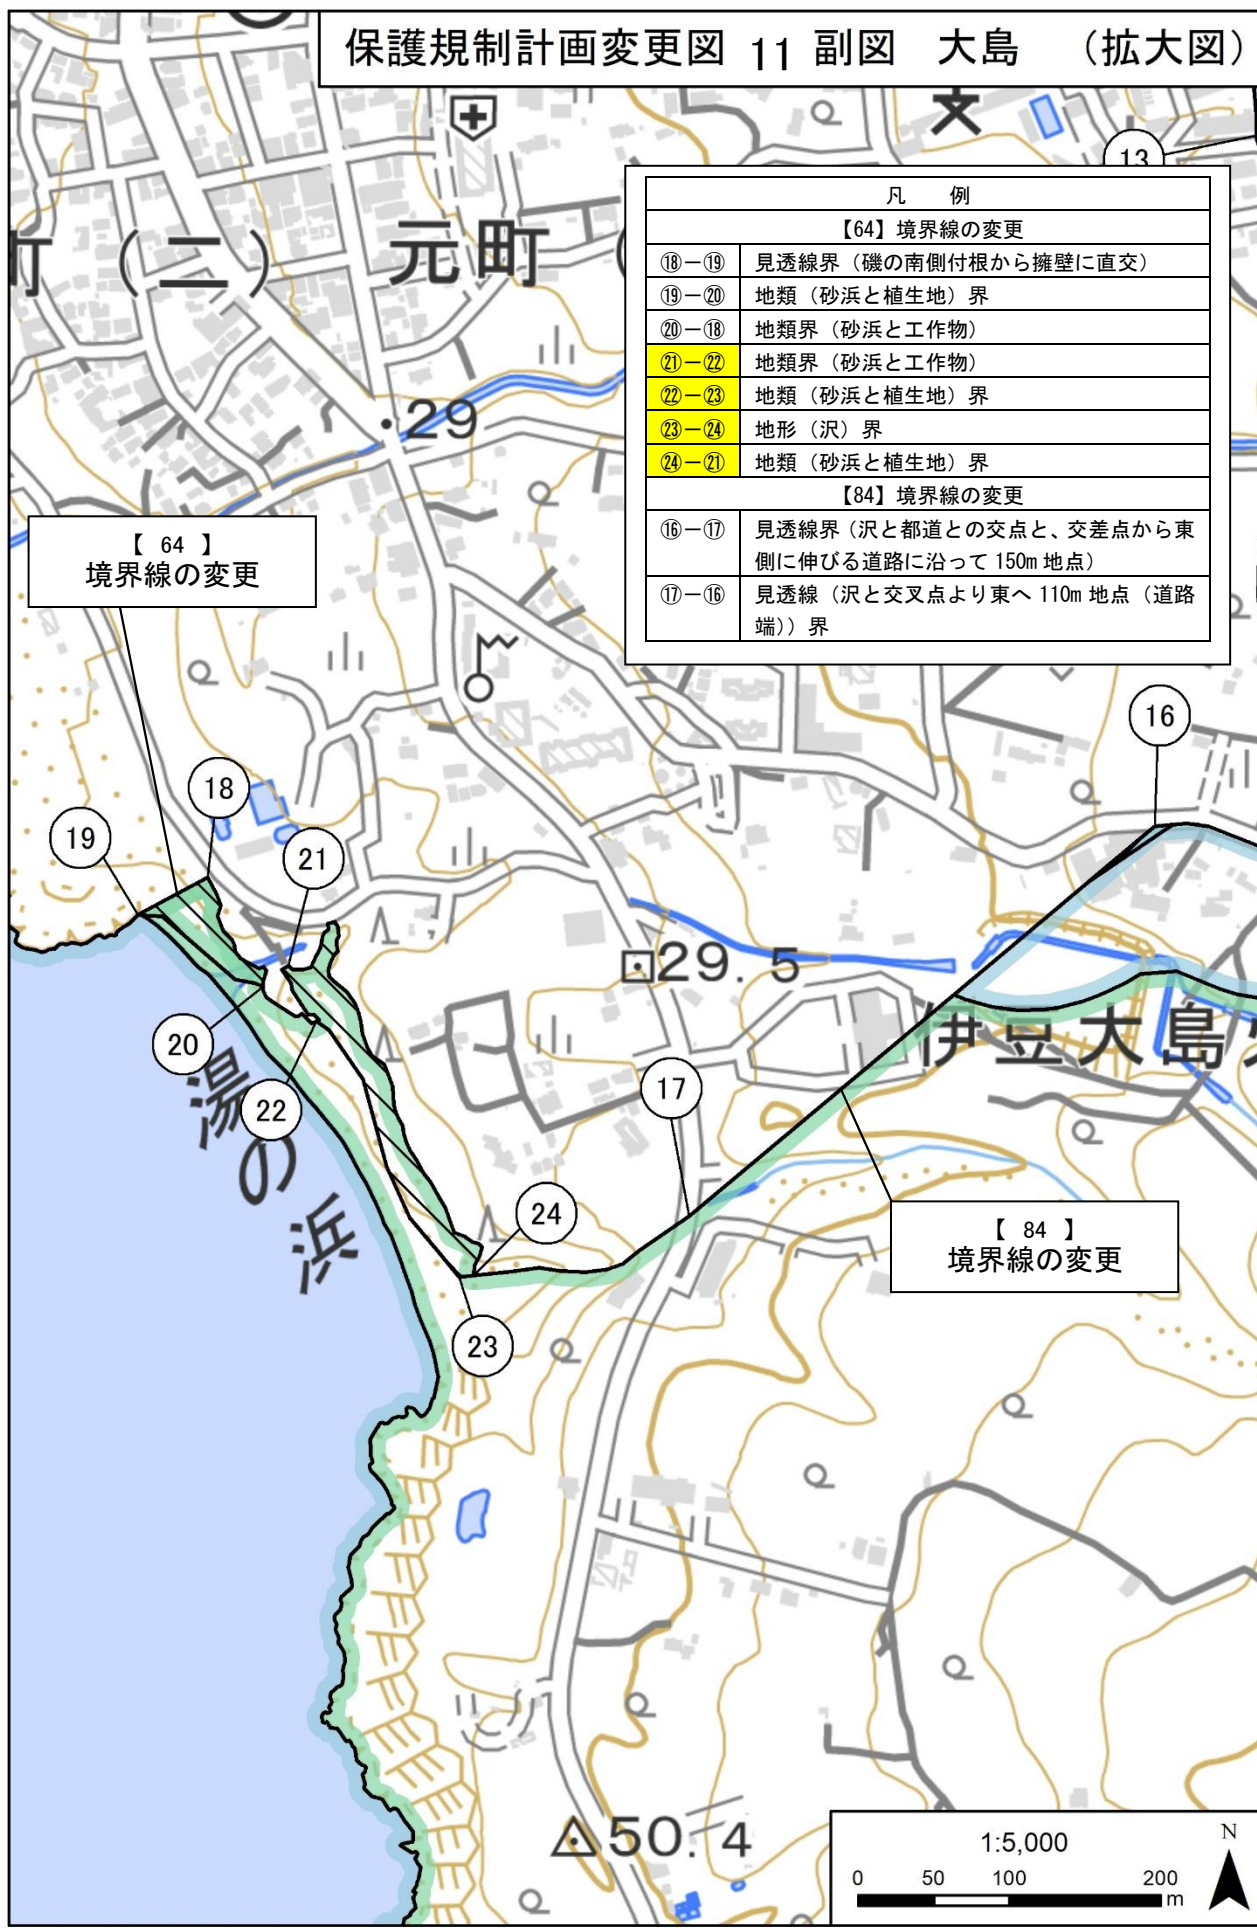 保護規制計画変更図 11 副図 大島 （拡大図）
13
凡 例
【64】境界線の変更
⑱－⑲ 見透線界（磯の南側付根から擁壁に直交）
⑲－⑳ 地類（砂浜と植生地）界
⑳－⑱ 地類界（砂浜と工作物）
㉑－㉒ 地類界（砂浜と工作物）
㉒－㉓ 地類（砂浜と植生地）界
㉓－㉔ 地形（沢）界
㉔－㉑ 地類（砂浜と植生地）界
【84】境界線の変更
⑯－⑰ 見透線界（沢と都道との交点と、交差点から東
側に伸びる道路に沿って 150m 地点）
⑰－⑯ 見透線（沢と交叉点より東へ 110m 地点（道路
端））界
町（二）
元町（
・29
【 64 】
境界線の変更
16
18
19
21
29.5
20
伊豆大島
22
17
湯の浜
24
【 84 】
境界線の変更
23
50.4
1:5,000
N
0 50 100 200
m